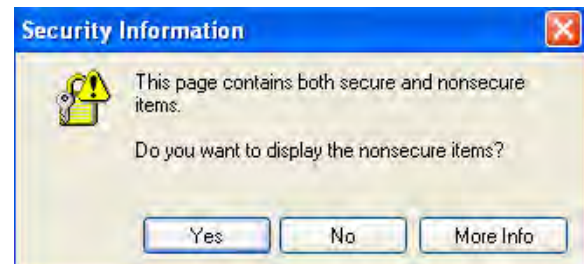 Security Information
This page contains both secure and nonsecure
items.
Do you want to display the nonsecure items?
Yes No More Info